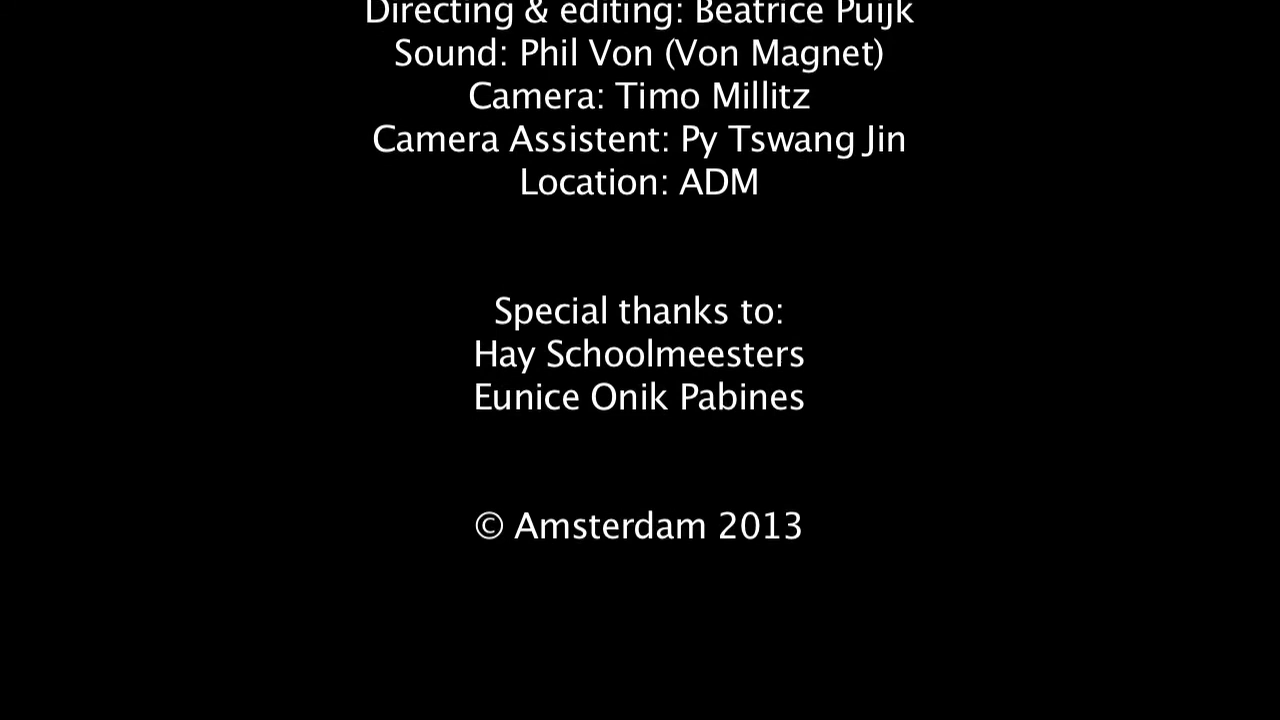 Directing & editing: Beatrice Puijk
Sound: Phil Von (Von Magnet)
Camera: Timo Millitz
Camera Assistent: Py Tswang Jin
Location: ADM
Special thanks to:
Hay Schoolmeesters
Eunice Onik Pabines
© Amsterdam 2013